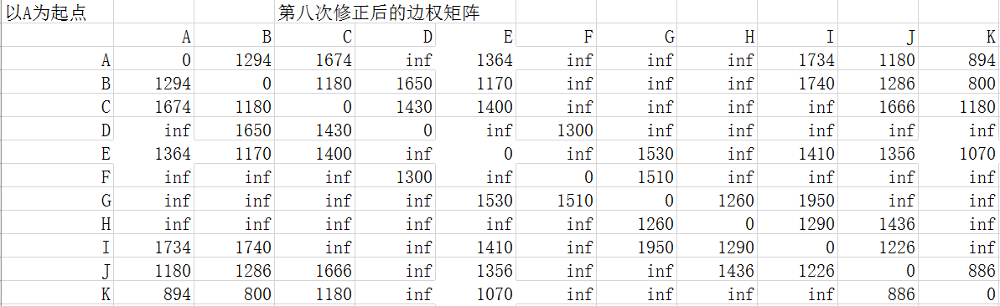 以A为起点 第八次修正后的边权矩阵
A B C D E F G H I J K
A 0 1294 1674 inf 1364 inf inf inf 1734 1180 894
B 1294 0 1180 1650 1170 inf inf inf 1740 1286 800
C 1674 1180 0 1430 1400 inf inf inf inf 1666 1180
D inf 1650 1430 0 inf 1300 inf inf inf inf inf
E 1364 1170 1400 inf 0 inf 1530 inf 1410 1356 1070
F inf inf inf 1300 inf 0 1510 inf inf inf inf
G inf inf inf inf 1530 1510 0 1260 1950 inf inf
H inf inf inf inf inf inf 1260 0 1290 1436 inf
I 1734 1740 inf inf 1410 inf 1950 1290 0 1226 inf
J 1180 1286 1666 inf 1356 inf inf 1436 1226 0 886
K 894 800 1180 inf 1070 inf inf inf inf 886 0